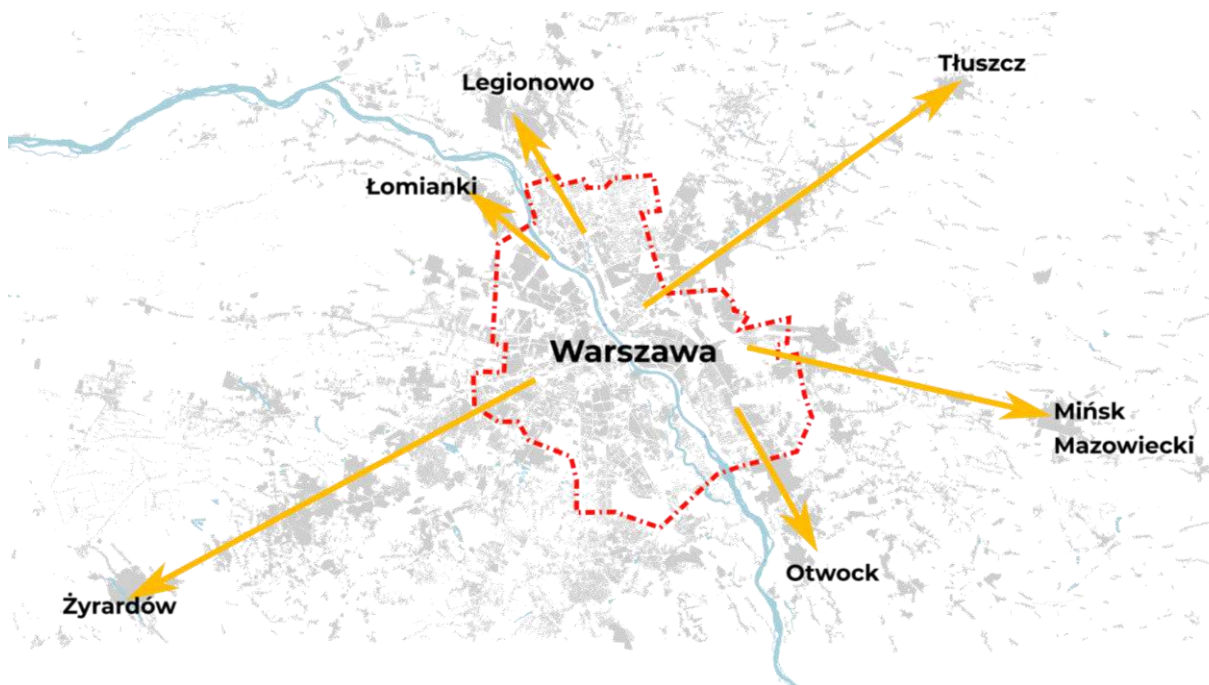 Tłuszcz
Legionowo
Łomianki
Warszawa
Mińsk
Mazowiecki
Otwock
Żyrardów